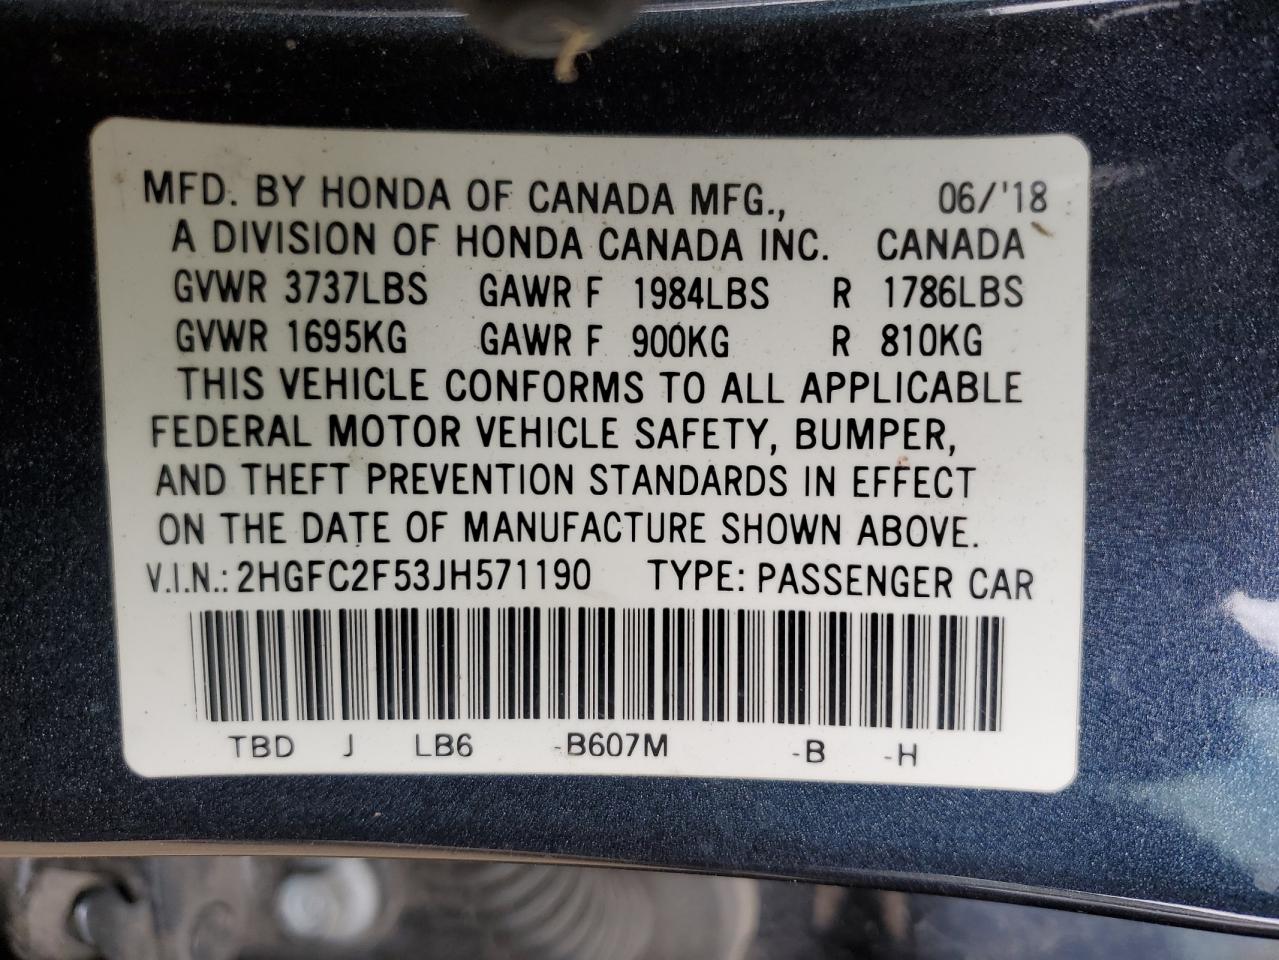 MFD. BY HONDA OF CANADA MFG., 06/'18
A DIVISION OF HONDA CANADA INC. CANADA
GVWR 3737LBS GAWR F 1984LBS R 1786LBS
GVWR 1695KG GAWR F 900KG R 810KG
THIS VEHICLE CONFORMS TO ALL APPLICABLE
FEDERAL MOTOR VEHICLE SAFETY, BUMPER,
AND THEFT PREVENTION STANDARDS IN EFFECT
ON THE DATE OF MANUFACTURE SHOWN ABOVE.
V.I.N.: 2HGFC2F53JH571190 TYPE: PASSENGER CAR
TBD J LB6 -B607M -B -H